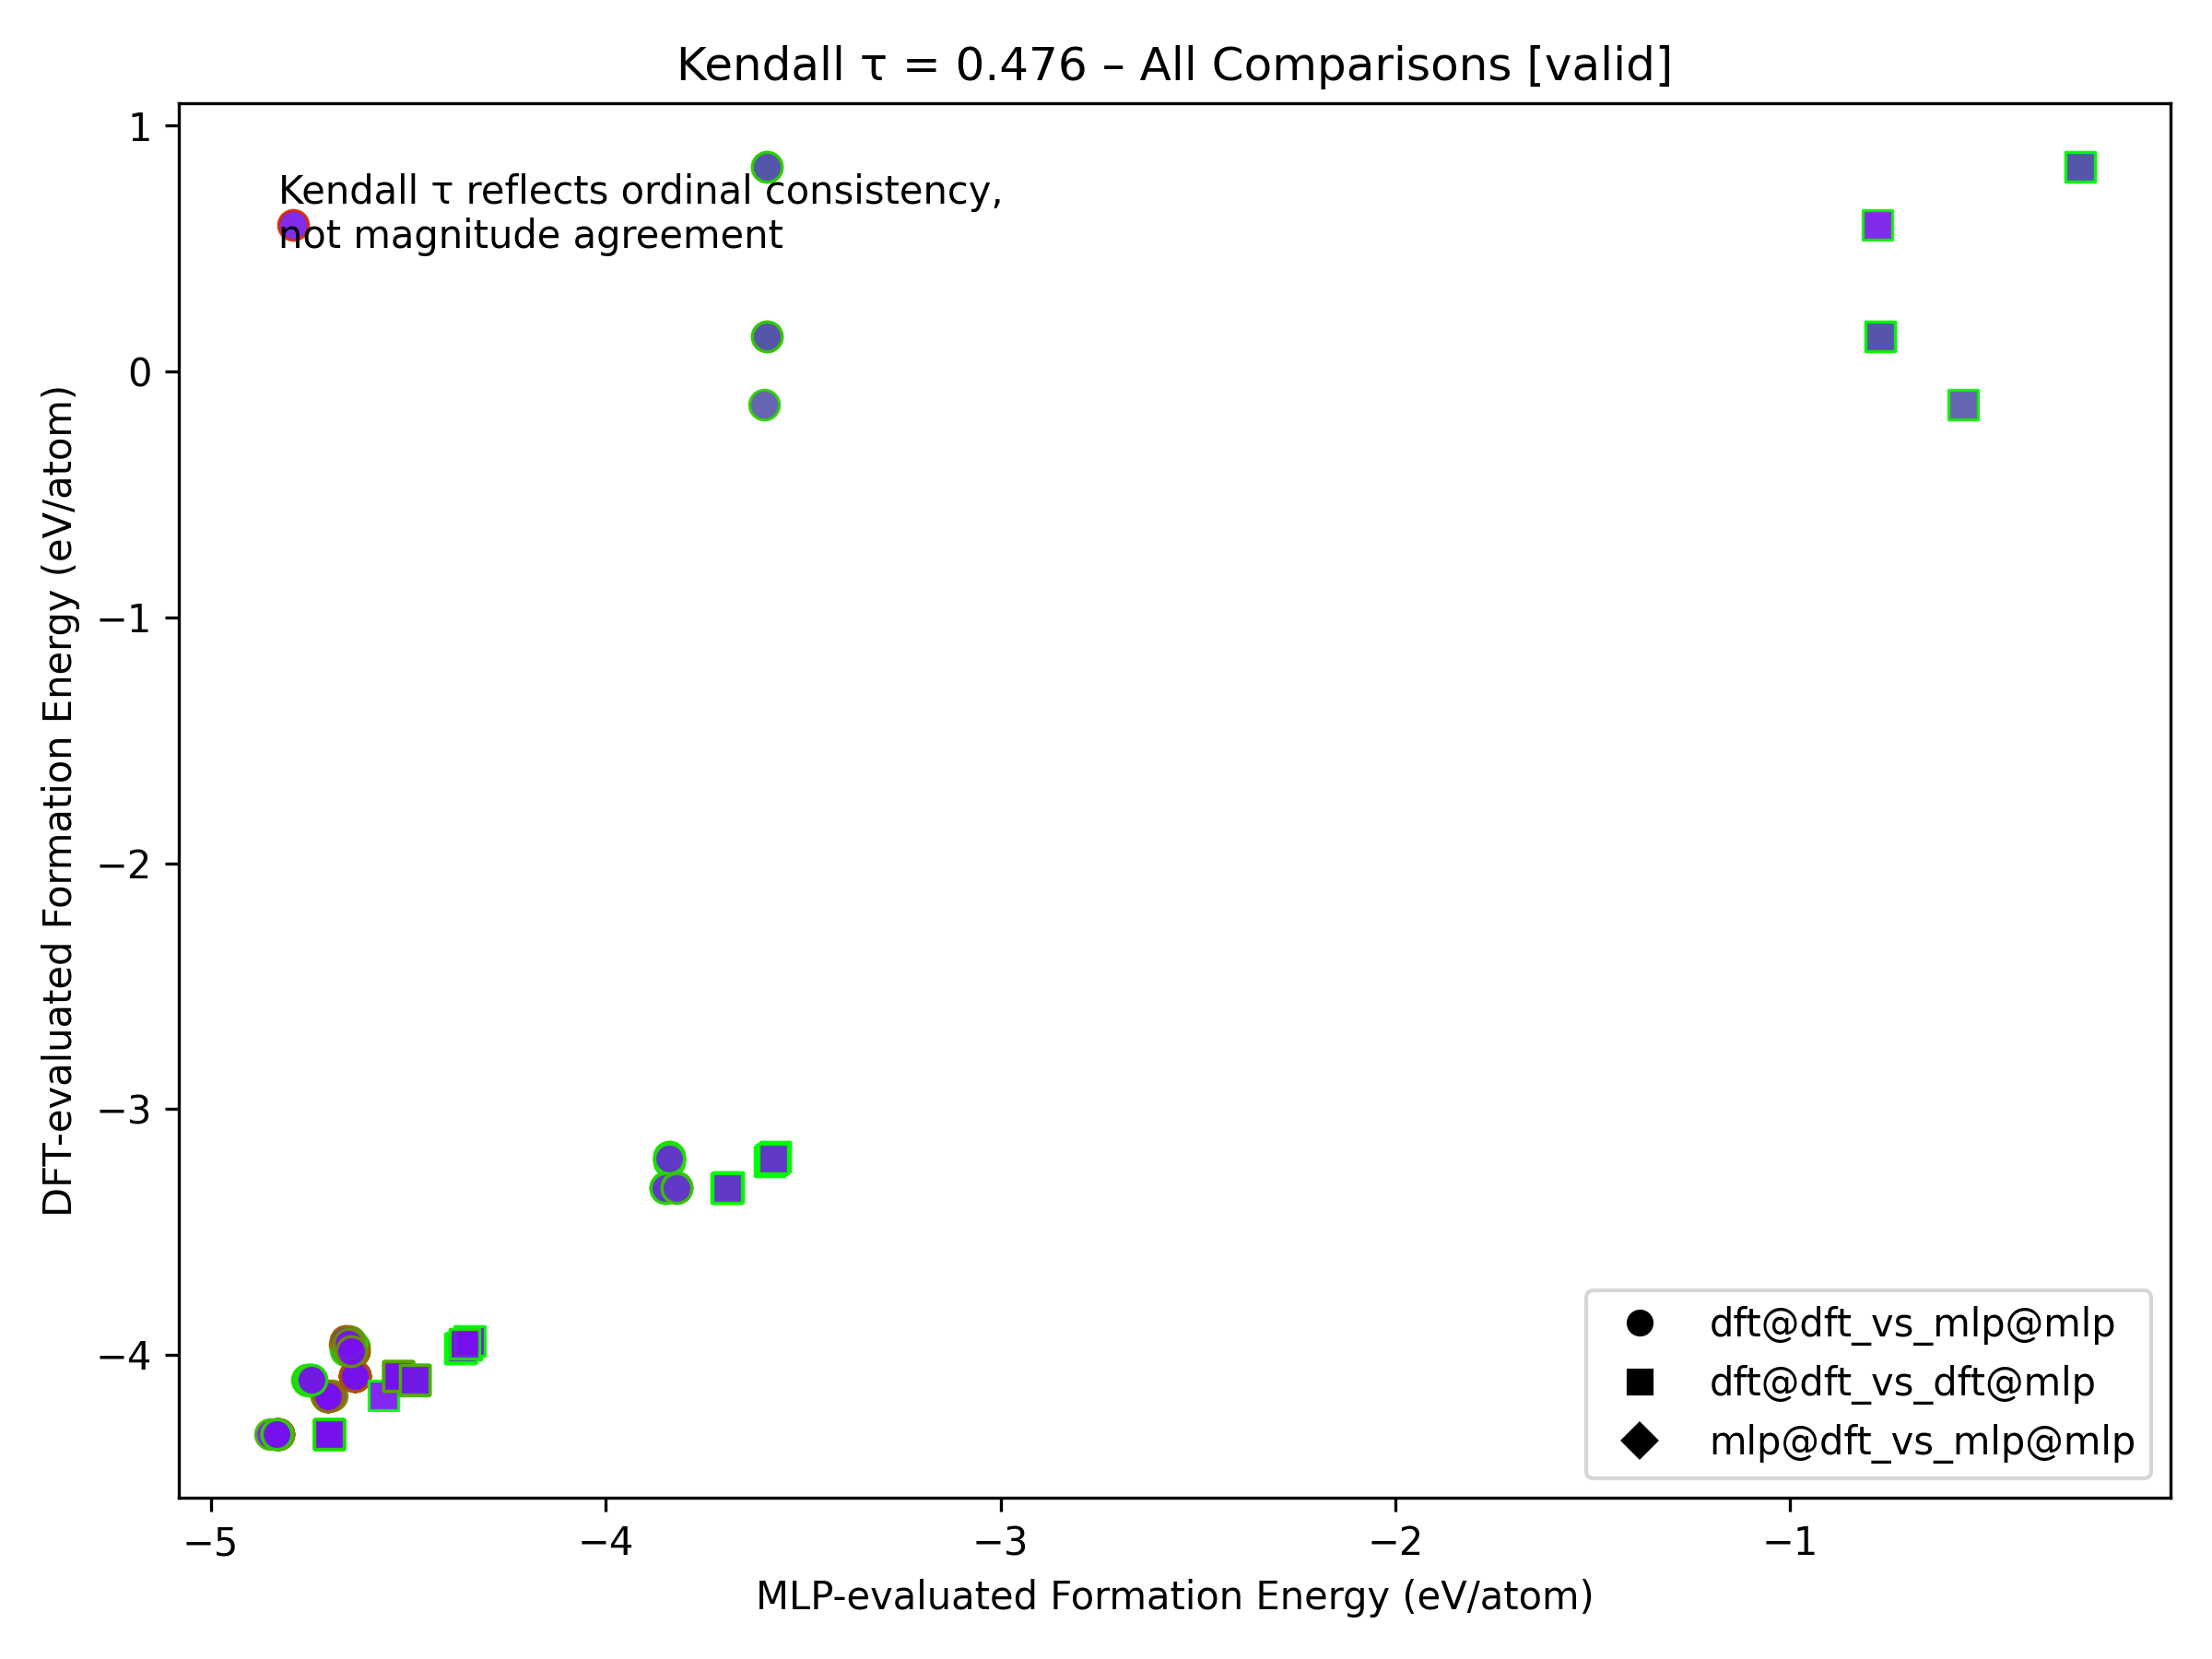 Kendall τ = 0.476 – All Comparisons [valid]
Kendall τ reflects ordinal consistency,
not magnitude agreement
DFT-evaluated Formation Energy (eV/atom)
1
0
−1
−2
−3
−4
−5
−4
−3
−2
−1
MLP-evaluated Formation Energy (eV/atom)
dft@dft_vs_mlp@mlp
dft@dft_vs_dft@mlp
mlp@dft_vs_mlp@mlp